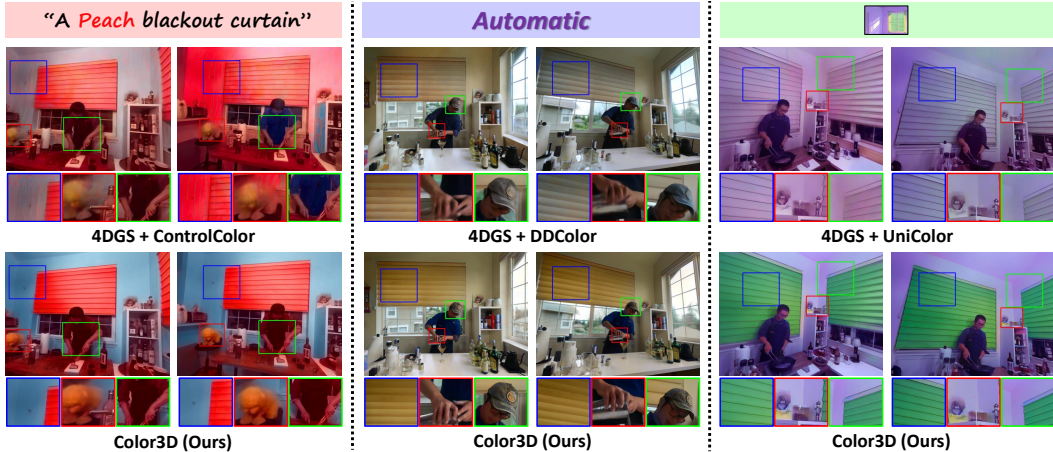 “A Peach blackout curtain”
Automatic
4DGS + ControlColor
4DGS + DDColor
4DGS + UniColor
Color3D (Ours)
Color3D (Ours)
Color3D (Ours)